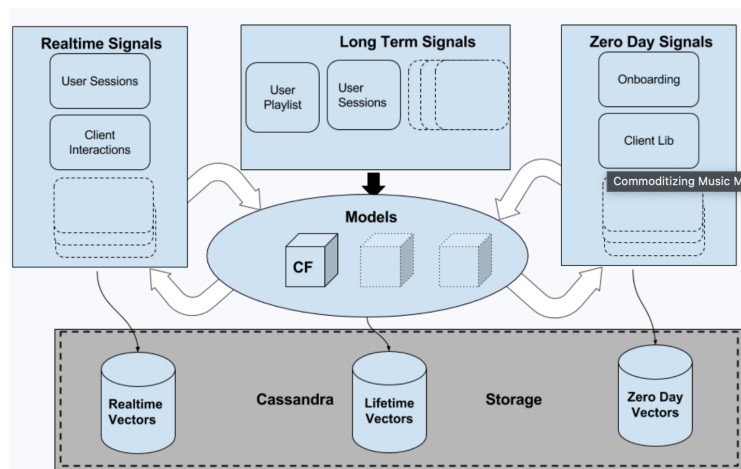 Realtime Signals
User Sessions
Client
Interactions
Long Term Signals
User
Playlist
User
Sessions
Zero Day Signals
Onboarding
Client Lib
Commoditizing Music M
Models
CF
Realtime
Vectors
Cassandra
Lifetime
Vectors
Storage
Zero Day
Vectors